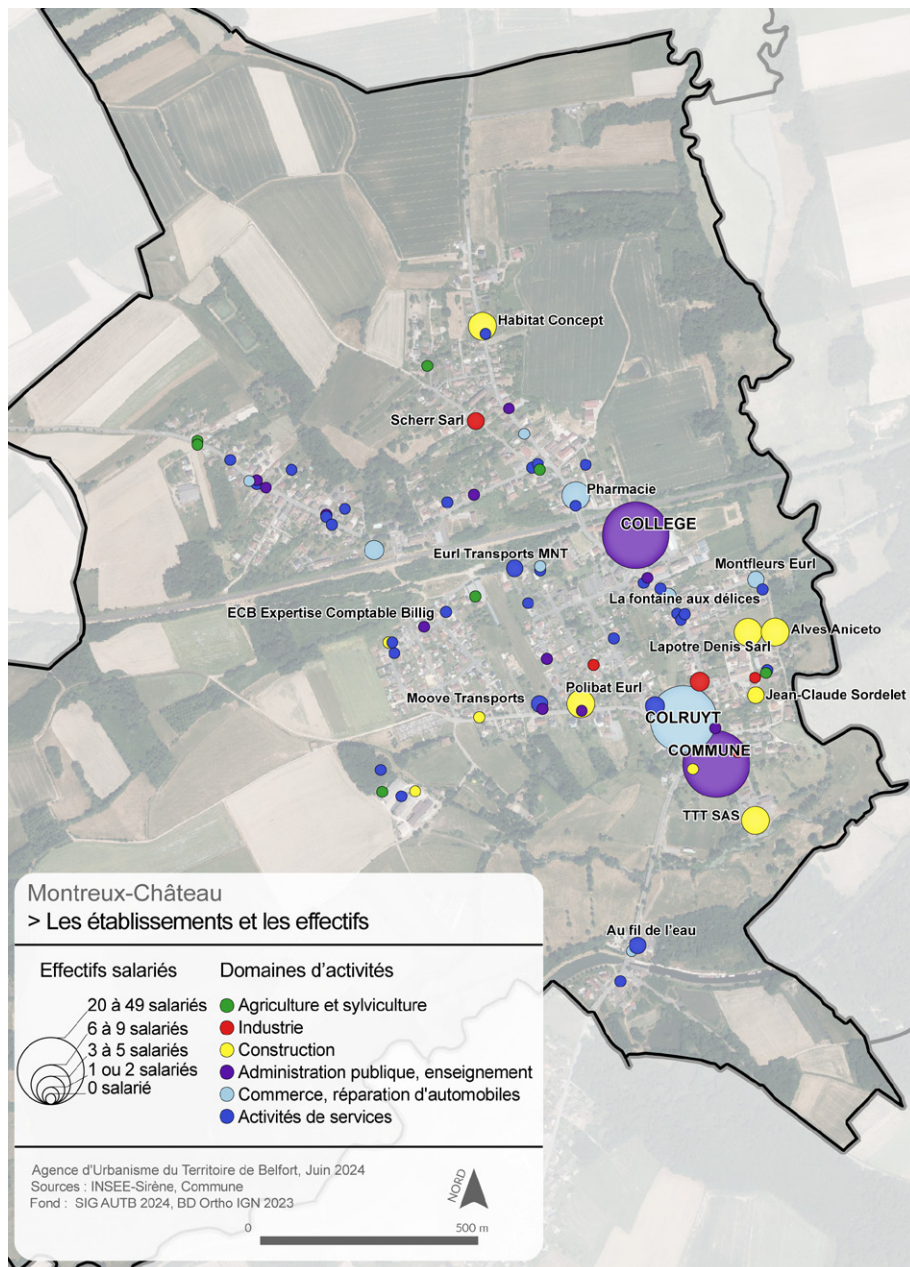 Habitat Concept
Scherr Sarl
Pharmacie
COLLEGE
Eurl Transports MNT
Montfleurs Eurl
La fontaine aux délices
ECB Expertise Comptable Billig
Alves Aniceto
Lapotre Denis Sarl
Polibat Eurl
Moove Transports
Jean-Claude Sordelet
COLRUYT
COMMUNE
TTT SAS
Au fil de l'eau
Montreux-Château
> Les établissements et les effectifs
Effectifs salariés
20 à 49 salariés
6 à 9 salariés
3 à 5 salariés
1 ou 2 salariés
0 salarié
Domaines d'activités
Agriculture et sylviculture
Industrie
Construction
Administration publique, enseignement
Commerce, réparation d'automobiles
Activités de services
Agence d'Urbanisme du Territoire de Belfort, Juin 2024
Sources : INSEE-Sirène, Commune
Fond : SIG AUTB 2024, BD Ortho IGN 2023
NORD
0 500 m